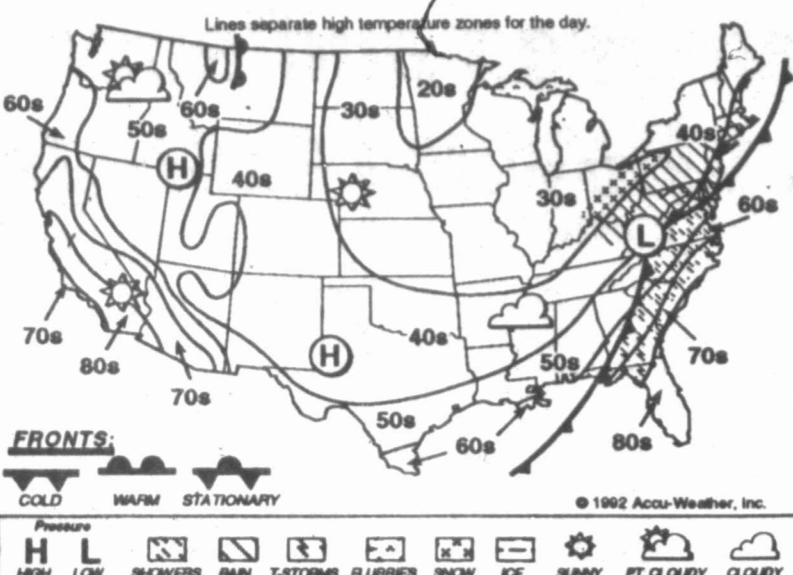 Lines separate high temperature zones for the day.
60s
50s
60s
30s
20s
40s
H
40s
30s
60s
L
70s
80s
70s
H
40s
50s
50s
60s
70s
80s
FRONTS:
COLD WARM STATIONARY
© 1992 Accu-Weather, Inc.
Pressure
H L
HIGH LOW SHOWERS RAIN T-STORMS FLURRIES SNOW ICE SUNNY PT. CLOUDY CLOUDY